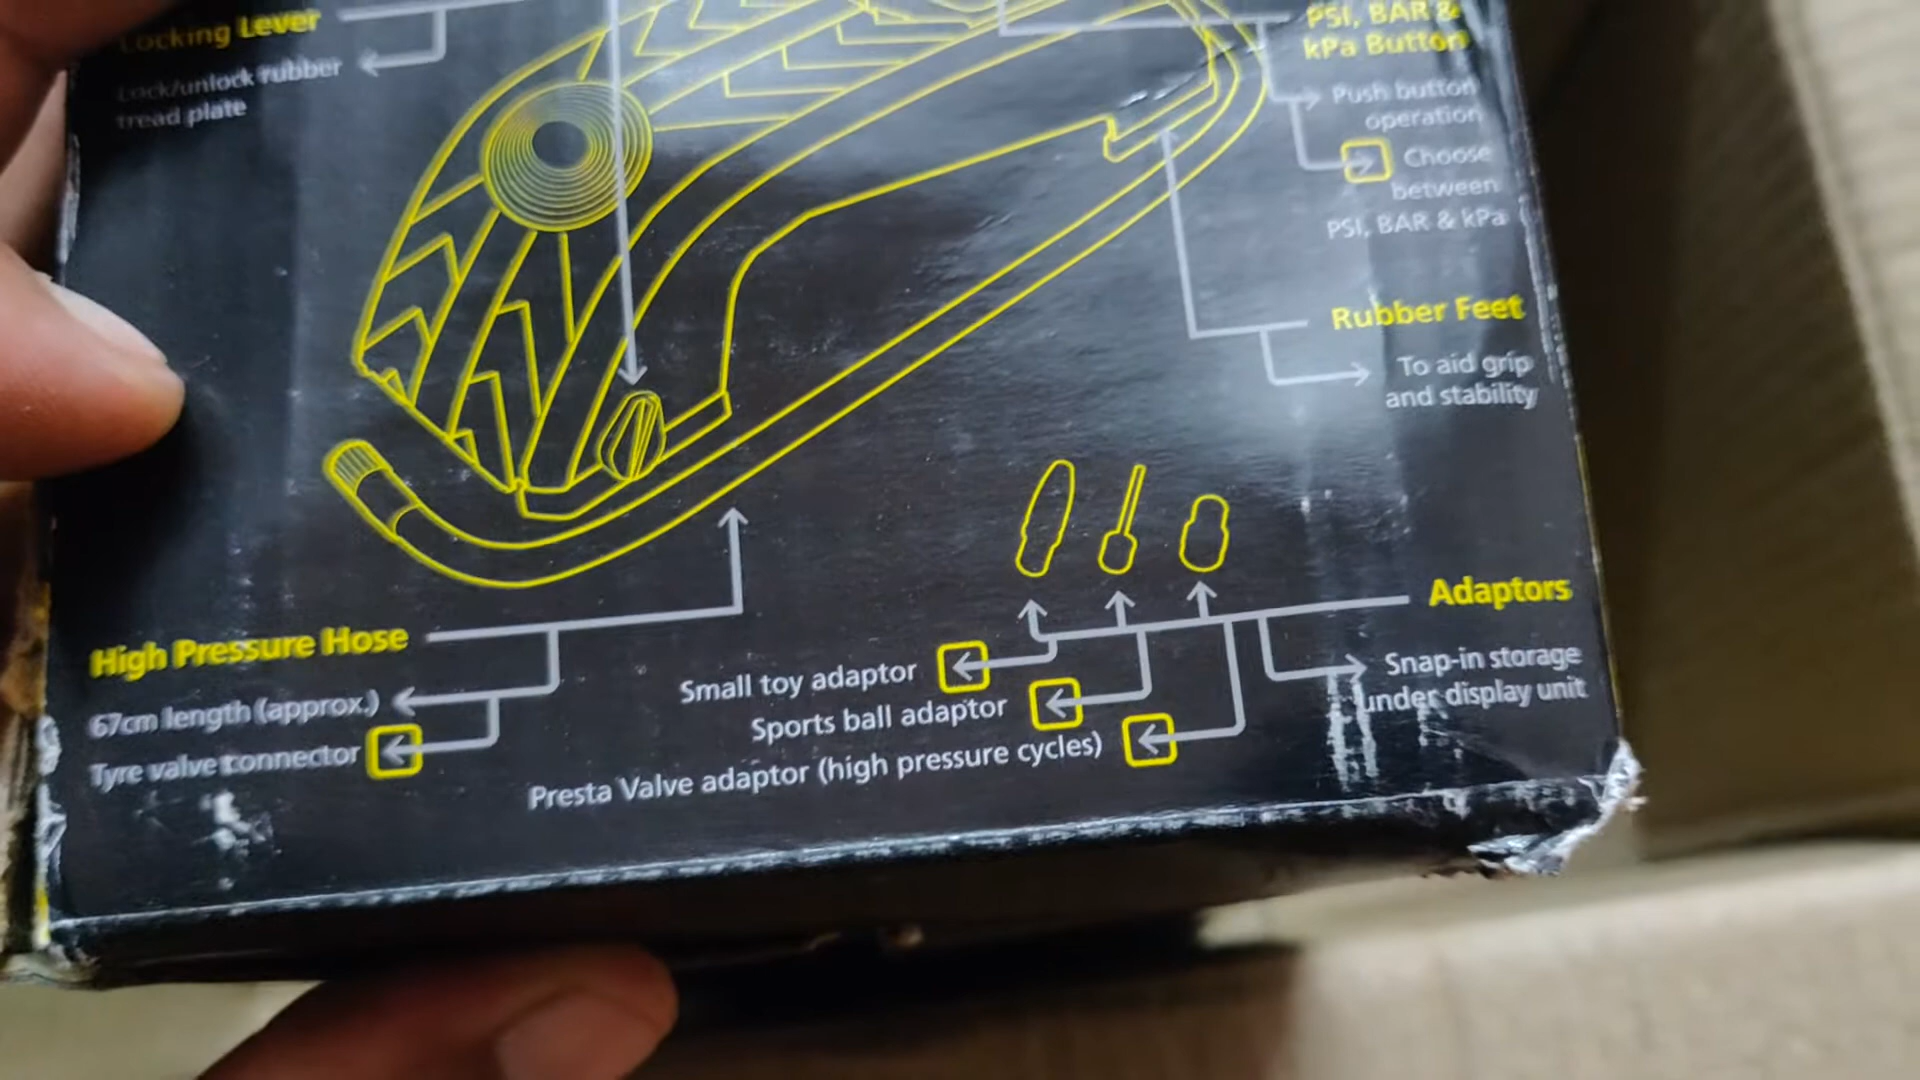 Locking Lever
Lock/unlock rubber
tread plate
PSI, BAR &
kPa Button
Push button
operation
Choose
between
PSI, BAR & kPa
Rubber Feet
To aid grip
and stability
High Pressure Hose
67cm length (approx.)
Tyre valve connector
Small toy adaptor
Sports ball adaptor
Presta Valve adaptor (high pressure cycles)
Adaptors
Snap-in storage
under display unit